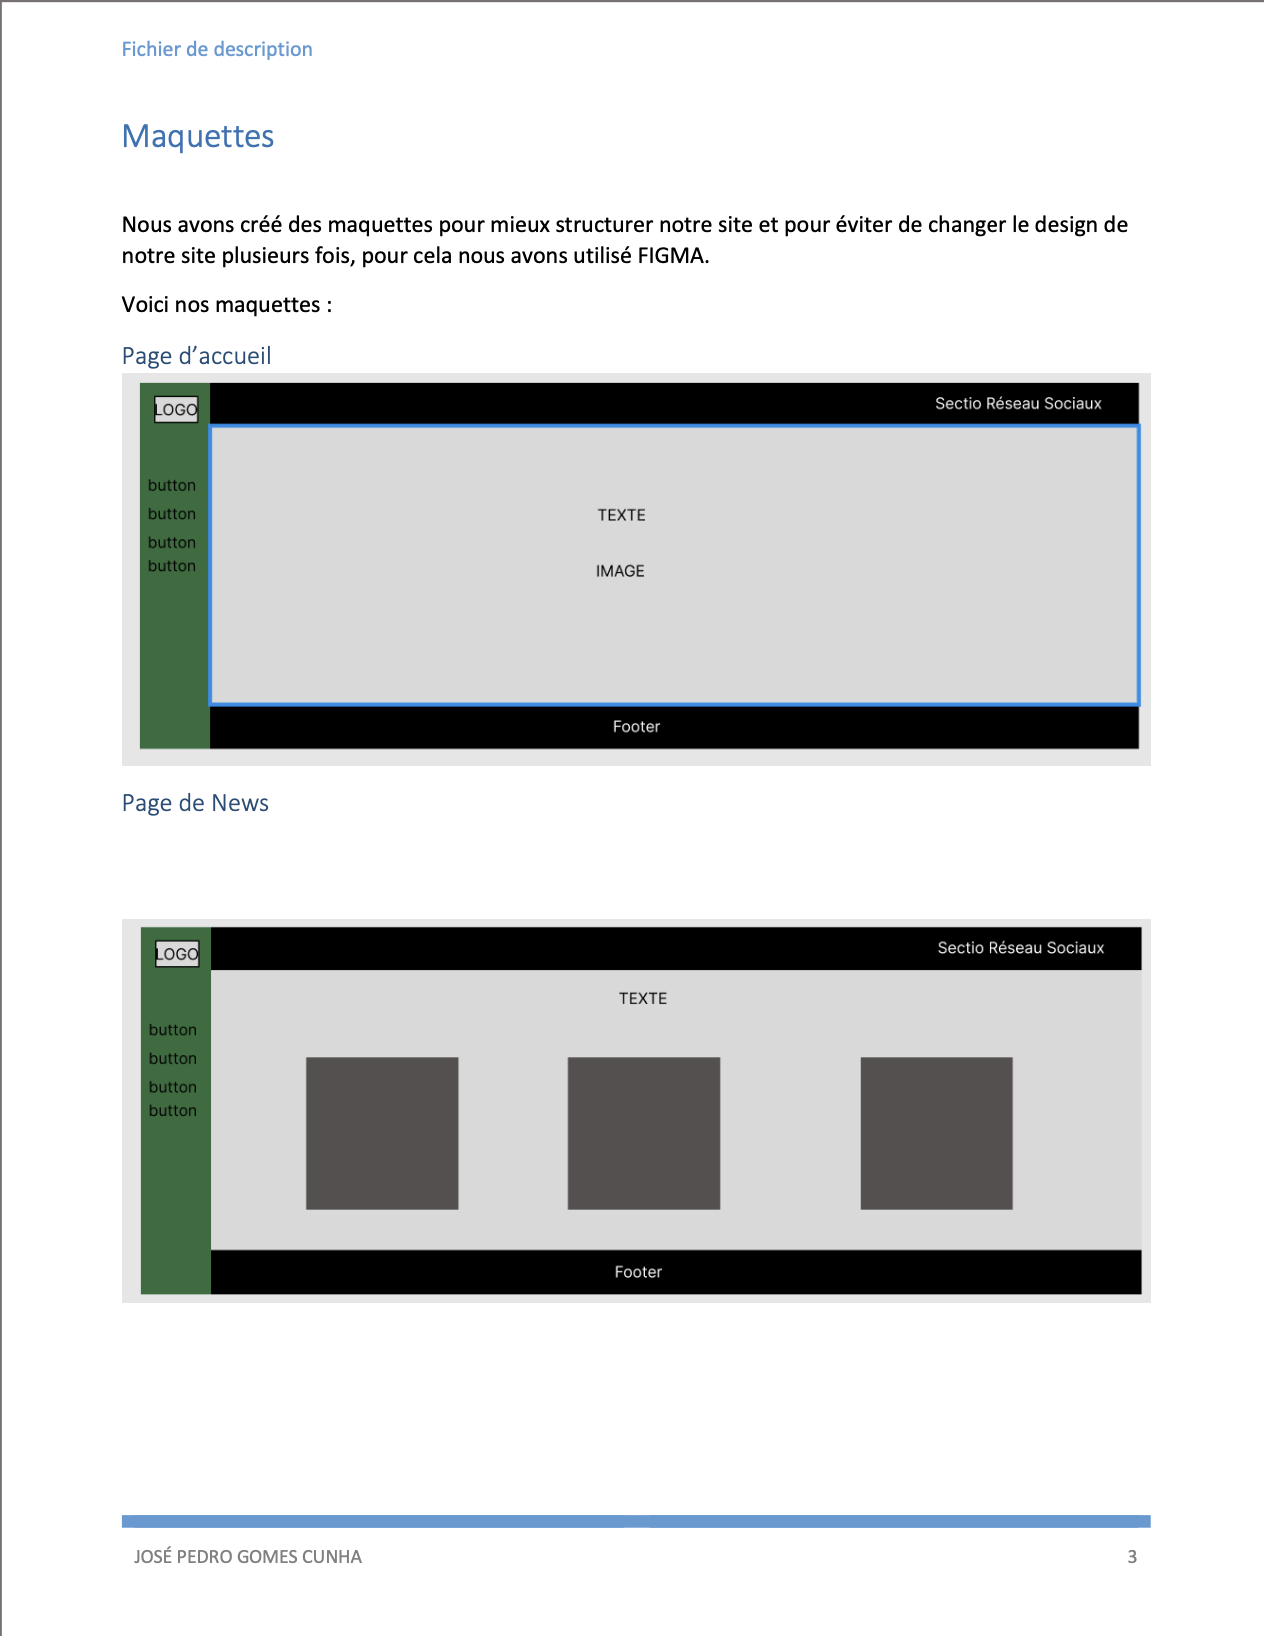 Fichier de description
Maquettes
Nous avons créé des maquettes pour mieux structurer notre site et pour éviter de changer le design de
notre site plusieurs fois, pour cela nous avons utilisé FIGMA.
Voici nos maquettes :
Page d’accueil
LOGO
Sectio Réseau Sociaux
button
button
button
button
TEXTE
IMAGE
Footer
Page de News
LOGO
Sectio Réseau Sociaux
TEXTE
button
button
button
button
Footer
JOSÉ PEDRO GOMES CUNHA
3